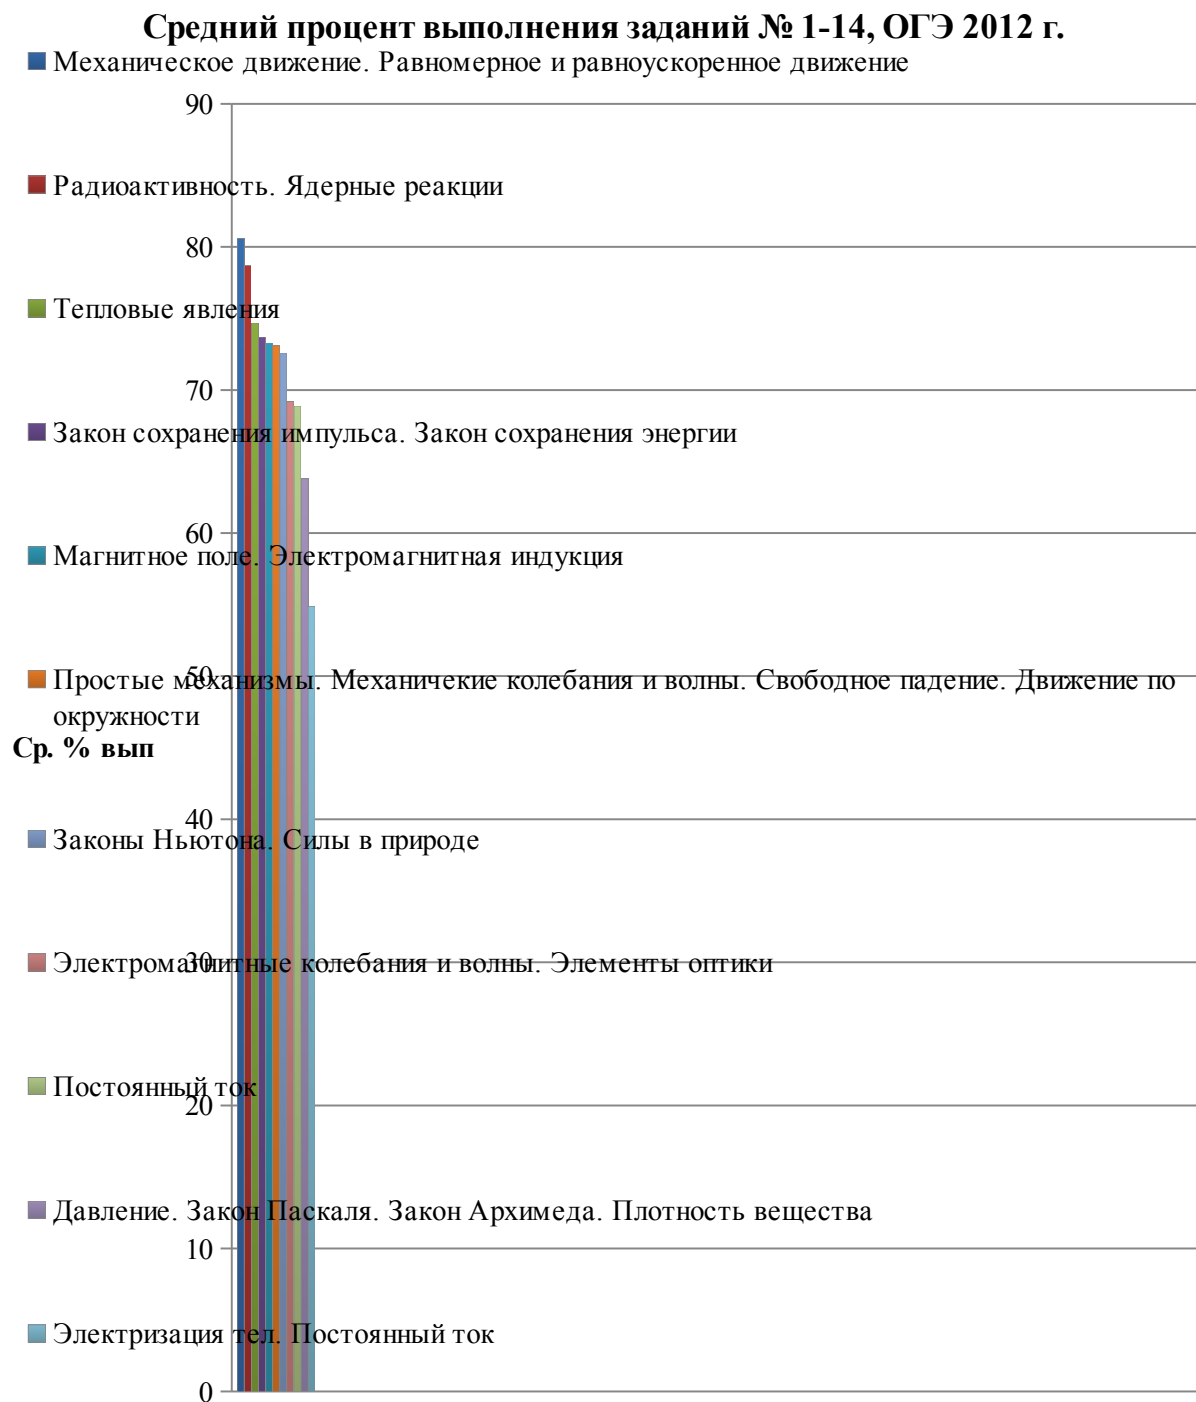 Средний процент выполнения заданий № 1-14, ОГЭ 2012 г.
Механическое движение. Равномерное и равноускоренное движение
90
Радиоактивность. Ядерные реакции
80
Тепловые явления
70
Закон сохранения импульса. Закон сохранения энергии
60
Магнитное поле. Электромагнитная индукция
50
Простые механизмы. Механичекие колебания и волны. Свободное падение. Движение по
окружности
Ср. % вып
40
Законы Ньютона. Силы в природе
30
Электромагнитные колебания и волны. Элементы оптики
Постоянный ток
20
Давление. Закон Паскаля. Закон Архимеда. Плотность вещества
10
Электризация тел. Постоянный ток
0